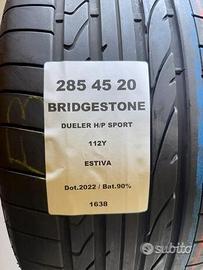 285 45 20
BRIDGESTONE
DUELER H/P SPORT
112Y
ESTIVA
Dot.2022 / Bat.90%
1638
subito